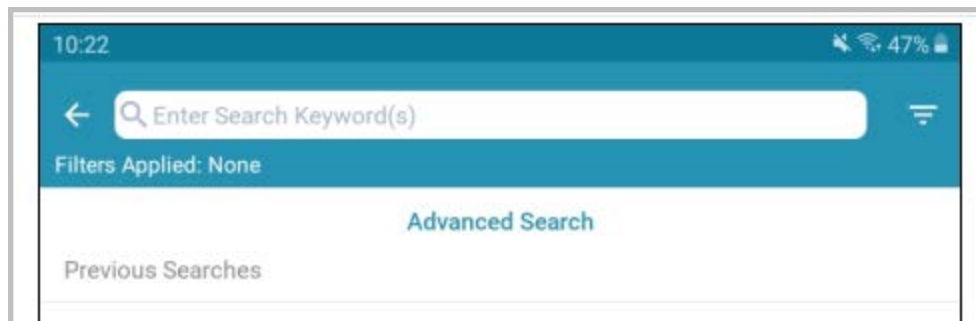 10:22 47%
Enter Search Keyword(s)
Filters Applied: None
Advanced Search
Previous Searches